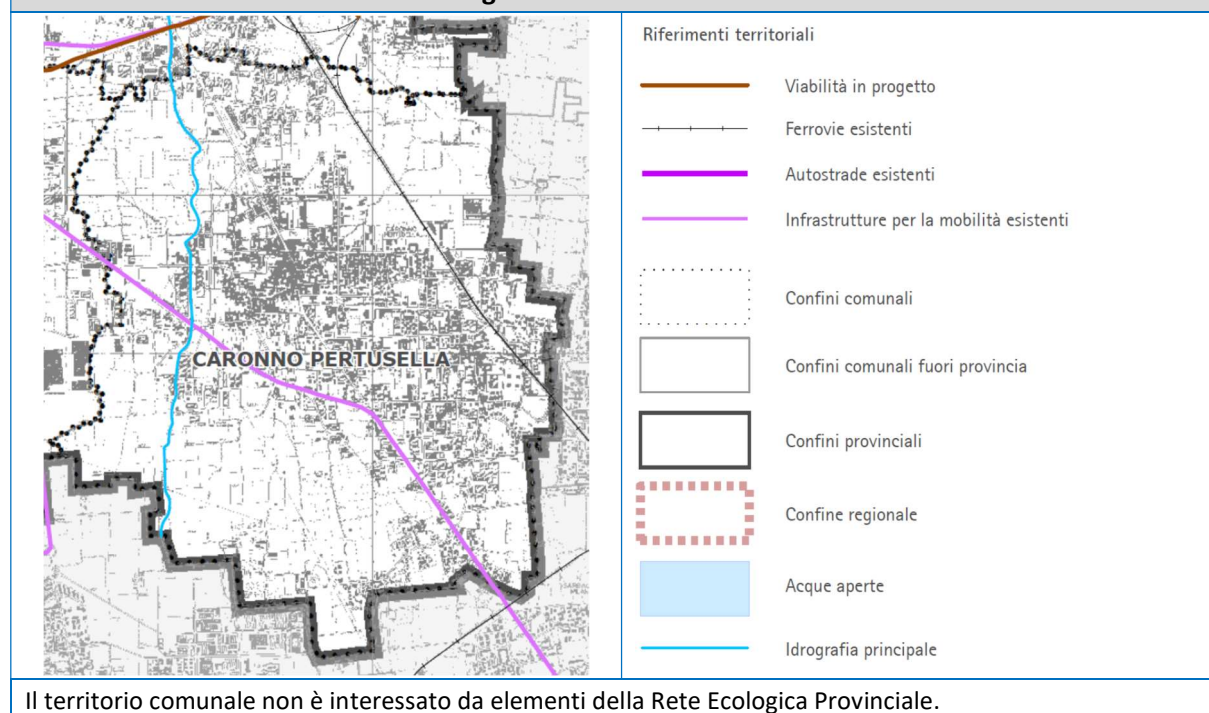 Riferimenti territoriali
Viabilità in progetto
Ferrovie esistenti
Autostrade esistenti
Infrastrutture per la mobilità esistenti
Confini comunali
Confini comunali fuori provincia
Confini provinciali
Confine regionale
Acque aperte
Idrografia principale
CARONNO PERTUSELLA
Il territorio comunale non è interessato da elementi della Rete Ecologica Provinciale.